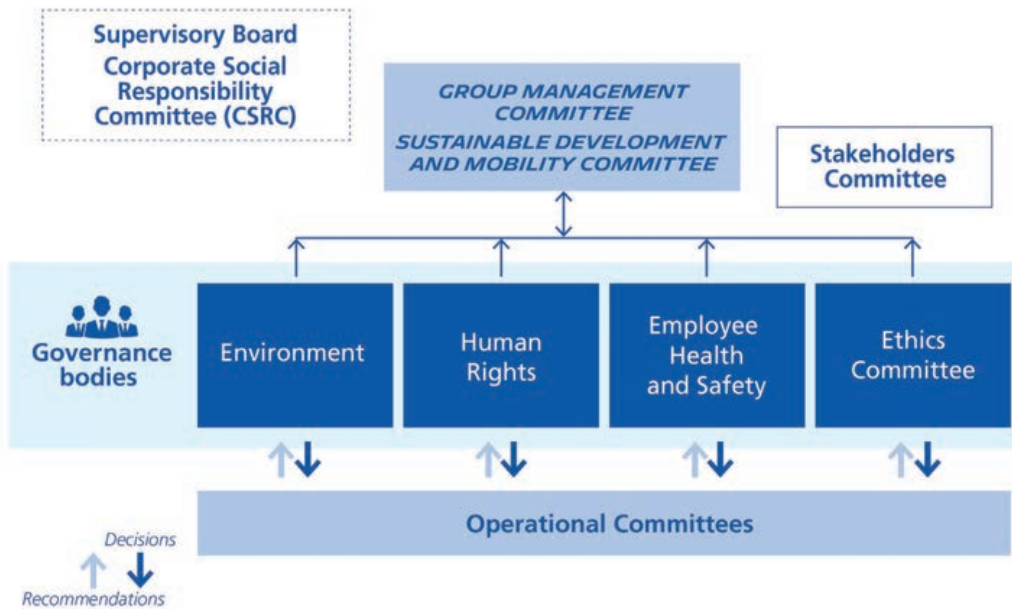 Supervisory Board
Corporate Social
Responsibility
Committee (CSRC)
GROUP MANAGEMENT
COMMITTEE
SUSTAINABLE DEVELOPMENT
AND MOBILITY COMMITTEE
Stakeholders
Committee
Governance
bodies
Environment
Human
Rights
Employee
Health
and Safety
Ethics
Committee
Operational Committees
Decisions
Recommendations